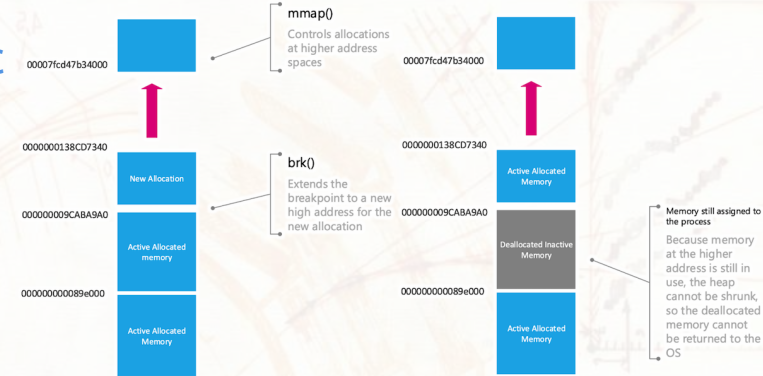 mmap()
Controls allocations
at higher address
spaces
00007fcd47b34000
0000000138CD7340
New Allocation
brk()
Extends the
breakpoint to a new
high address for the
new allocation
000000009CABA9A0
Active Allocated
memory
000000000089e000
Active Allocated
Memory
00007fcd47b34000
0000000138CD7340
Active Allocated
Memory
000000009CABA9A0
Deallocated Inactive
Memory
000000000089e000
Active Allocated
Memory
Memory still assigned to
the process
Because memory
at the higher
address is still in
use, the heap
cannot be shrunk,
so the deallocated
memory cannot
be returned to the
OS